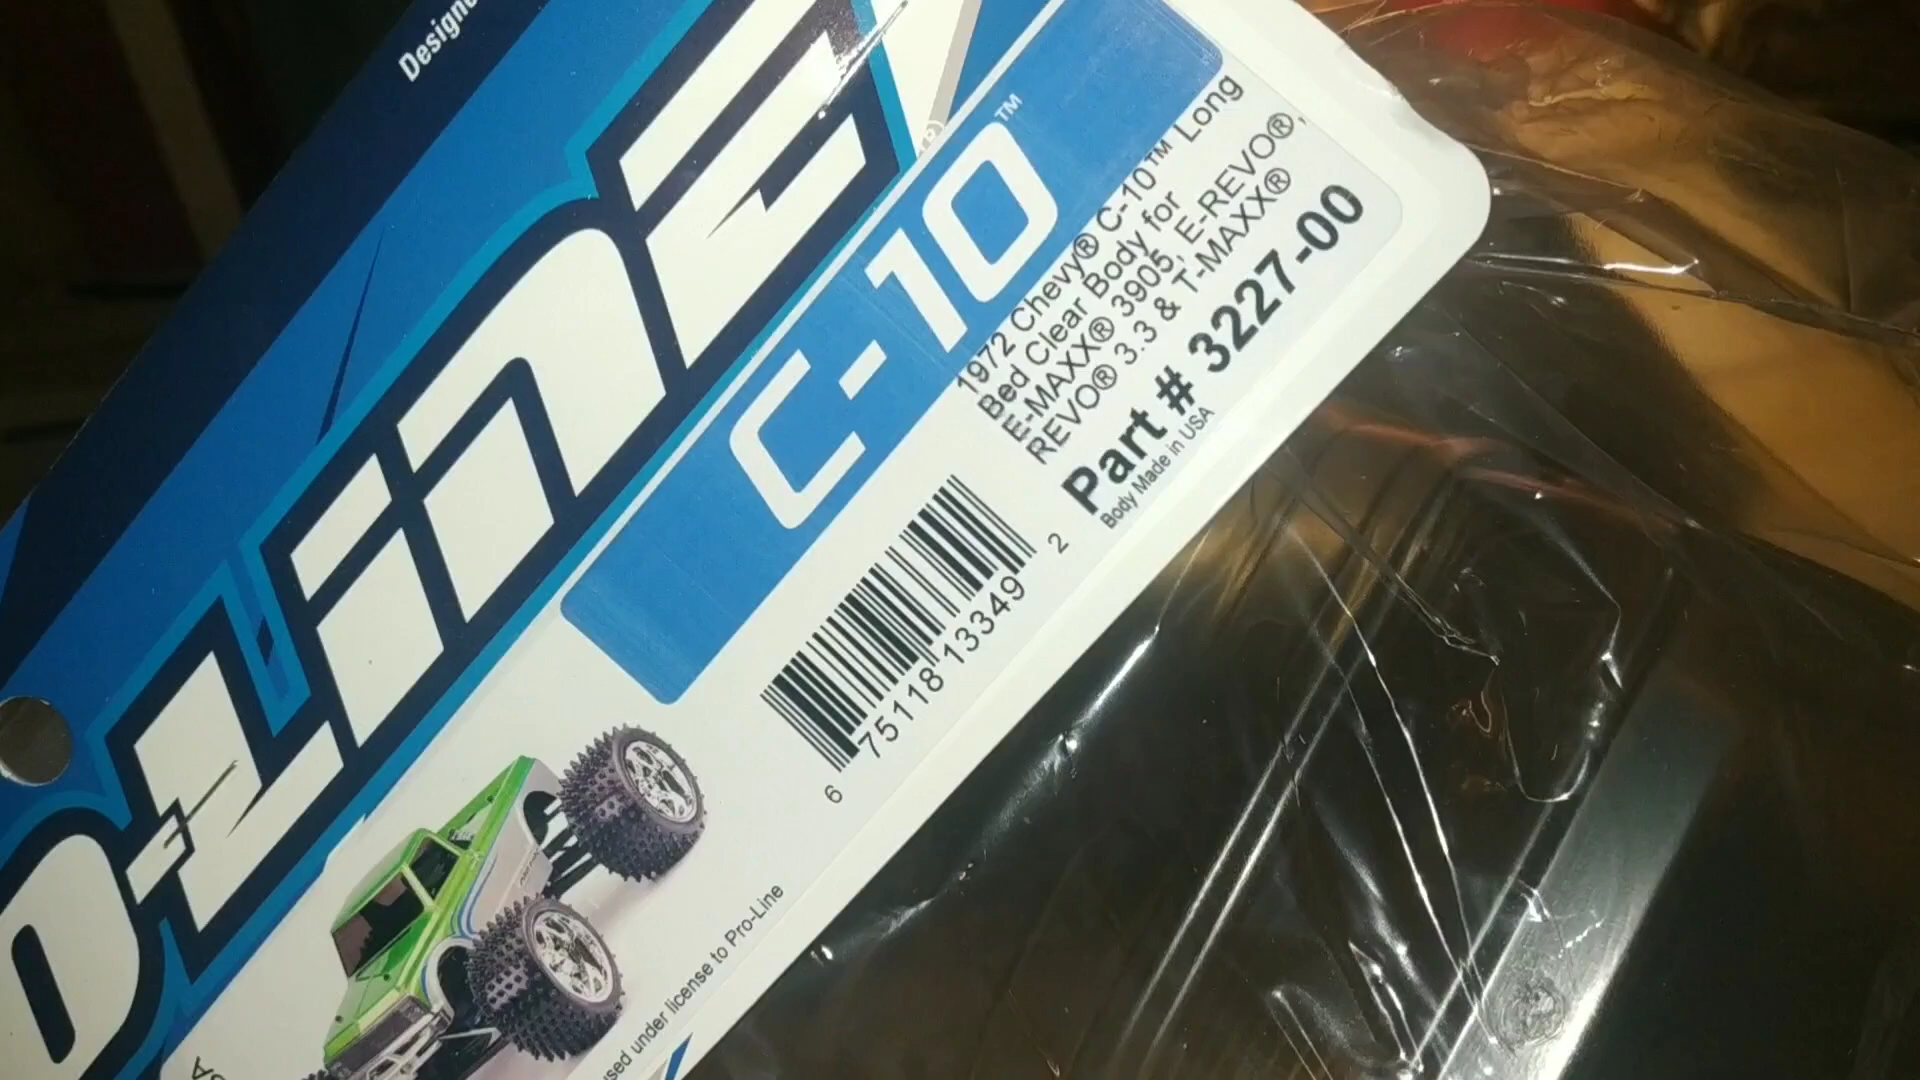 Designe
O-Line
C-10™
1972 Chevy® C-10™ Long
Bed Clear Body for
E-MAXX® 3905, E-REVO®,
REVO® 3.3 & T-MAXX®
Part # 3227-00
Body Made in USA
6 75118 13349 2
used under license to Pro-Line